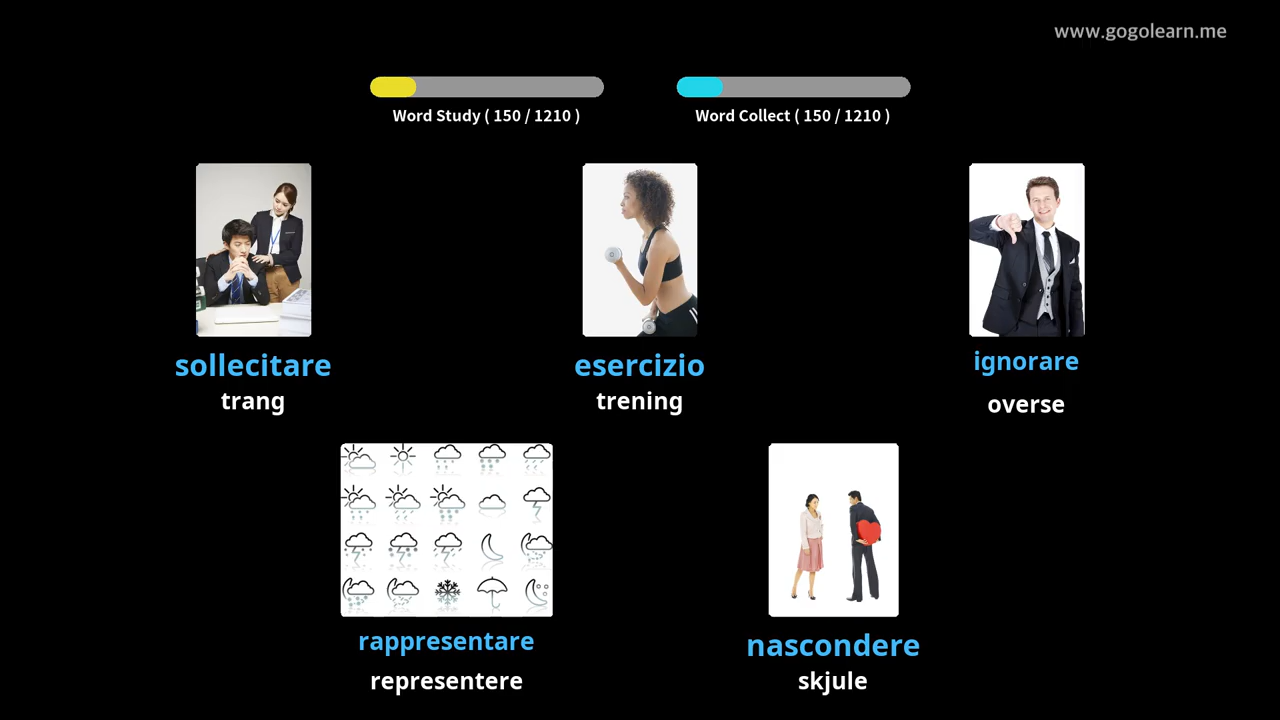 www.gogolearn.me
Word Study ( 150 / 1210 )
Word Collect ( 150 / 1210 )
sollecitare
trang
esercizio
trening
ignorare
overse
rappresentare
representere
nascondere
skjule